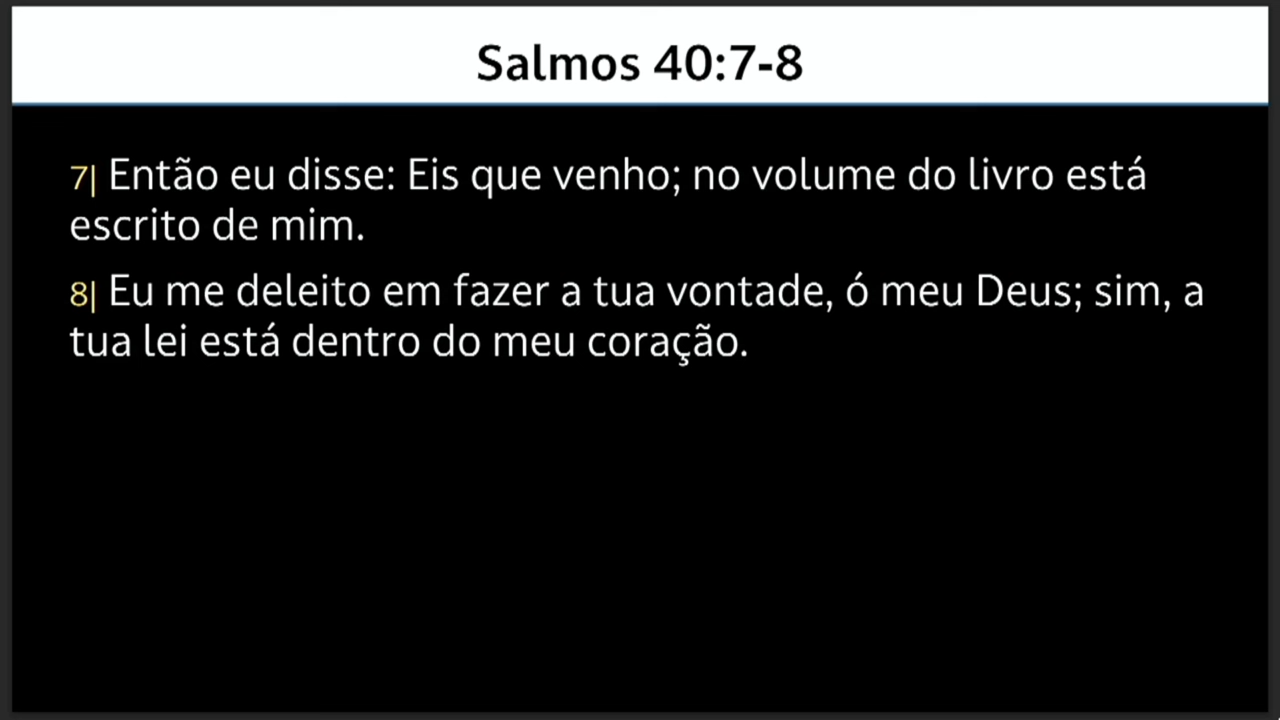 Salmos 40:7-8
7| Então eu disse: Eis que venho; no volume do livro está
escrito de mim.
8| Eu me deleito em fazer a tua vontade, ó meu Deus; sim, a
tua lei está dentro do meu coração.